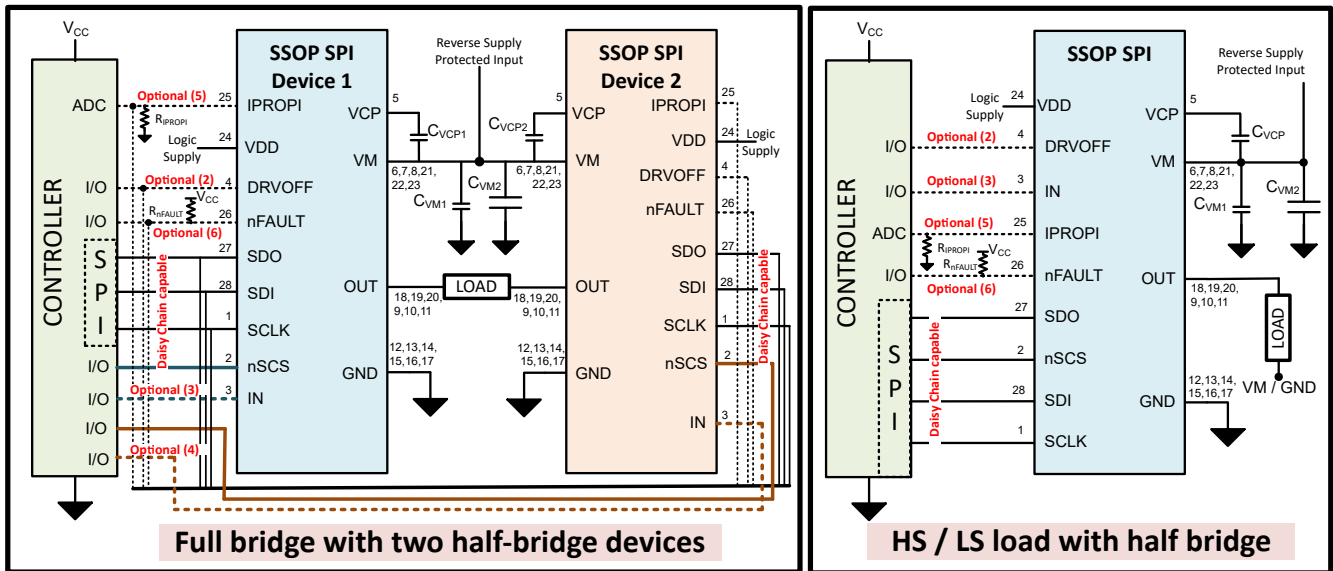 VCC
CONTROLLER
ADC
I/O
I/O
S P I
I/O
I/O
I/O
I/O
Optional (5)
RIPROPI
Logic
Supply
Optional (2)
VCC
RnFAULT
Optional (6)
Daisy Chain capable
Optional (3)
Optional (4)
25
24
4
26
27
28
1
2
3
SSOP SPI
Device 1
IPROPI
VDD
DRVOFF
nFAULT
SDO
SDI
SCLK
nSCS
IN
VCP
VM
OUT
GND
5
CVCP1
6,7,8,21,
22,23
CVM1
18,19,20,
9,10,11
12,13,14,
15,16,17
Reverse Supply
Protected Input
CVCP2
CVM2
LOAD
5
6,7,8,21,
22,23
18,19,20,
9,10,11
12,13,14,
15,16,17
SSOP SPI
Device 2
VCP
VM
OUT
GND
IPROPI
VDD
DRVOFF
nFAULT
SDO
SDI
SCLK
nSCS
IN
25
24
Logic
Supply
4
26
27
28
1
2
3
Daisy Chain capable
Full bridge with two half-bridge devices
VCC
CONTROLLER
I/O
I/O
ADC
I/O
S P I
Logic
Supply
Optional (2)
Optional (3)
Optional (5)
RIPROPI
VCC
RnFAULT
Optional (6)
Daisy Chain capable
24
4
3
25
26
27
2
28
1
SSOP SPI
VDD
DRVOFF
IN
IPROPI
nFAULT
SDO
nSCS
SDI
SCLK
VCP
VM
OUT
GND
Reverse Supply
Protected Input
5
CVCP
6,7,8,21,
22,23
CVM1
CVM2
18,19,20,
9,10,11
LOAD
VM / GND
12,13,14,
15,16,17
HS / LS load with half bridge